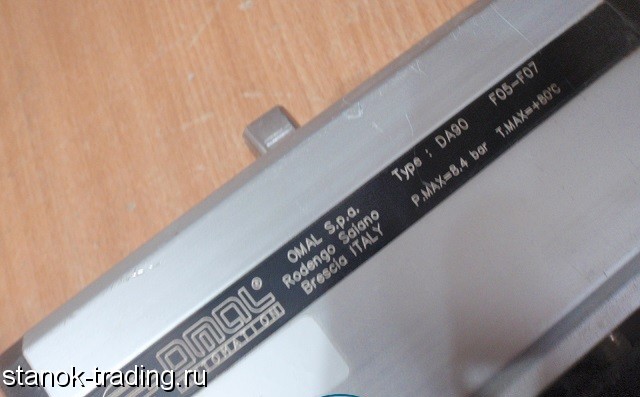 OMAL®
OMAL S.p.a.
Rodengo Saiano
Brescia ITALY
Type : DA90 F05-F07
P.MAX=8.4 bar T.MAX=+80°C
stanok-trading.ru